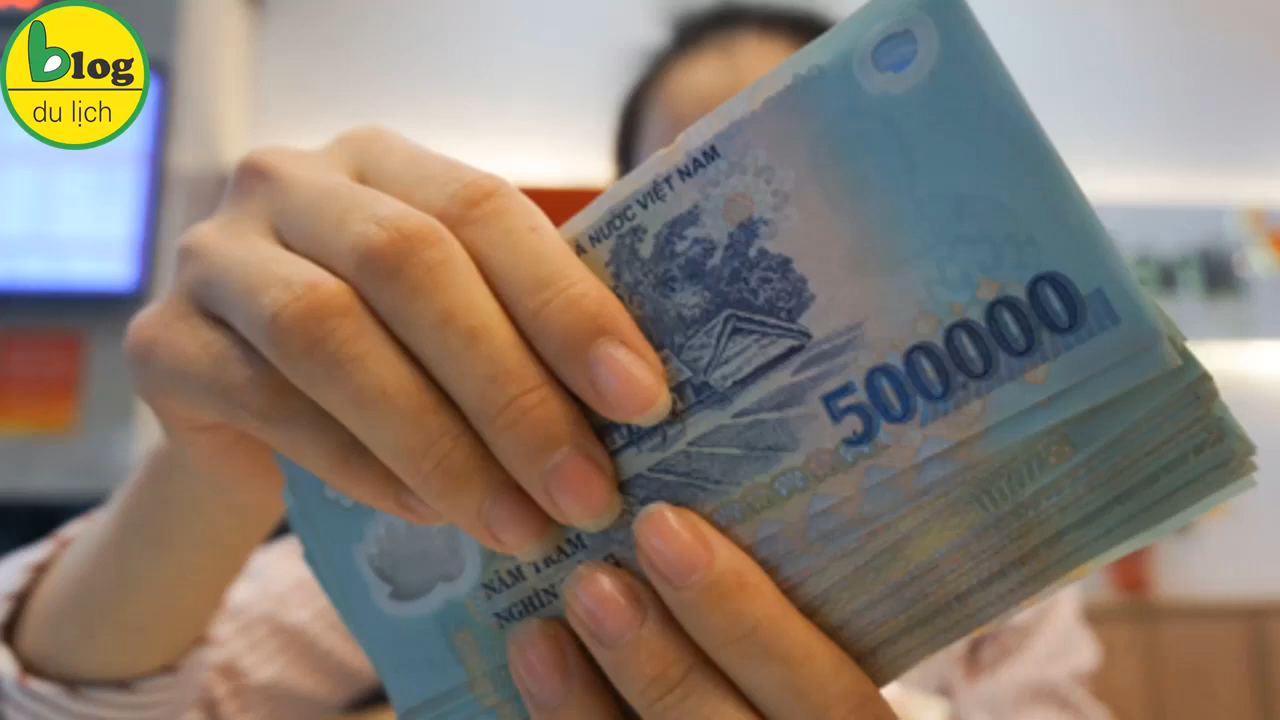 blog
du lịch
NƯỚC VIỆT NAM
500000
NĂM TRĂM
NGHÌN